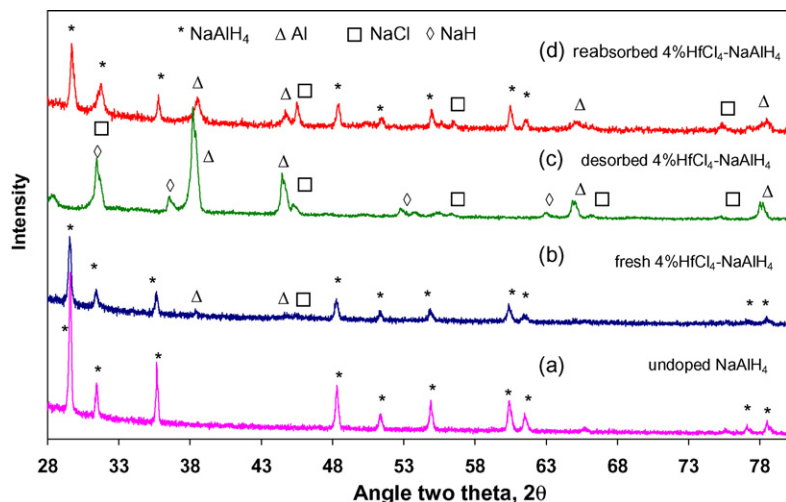 * NaAlH₄ Δ Al □ NaCl ◊ NaH
(d) reabsorbed 4%HfCl₄-NaAlH₄
(c) desorbed 4%HfCl₄-NaAlH₄
(b) fresh 4%HfCl₄-NaAlH₄
(a) undoped NaAlH₄
Intensity
28 33 38 43 48 53 58 63 68 73 78
Angle two theta, 2θ